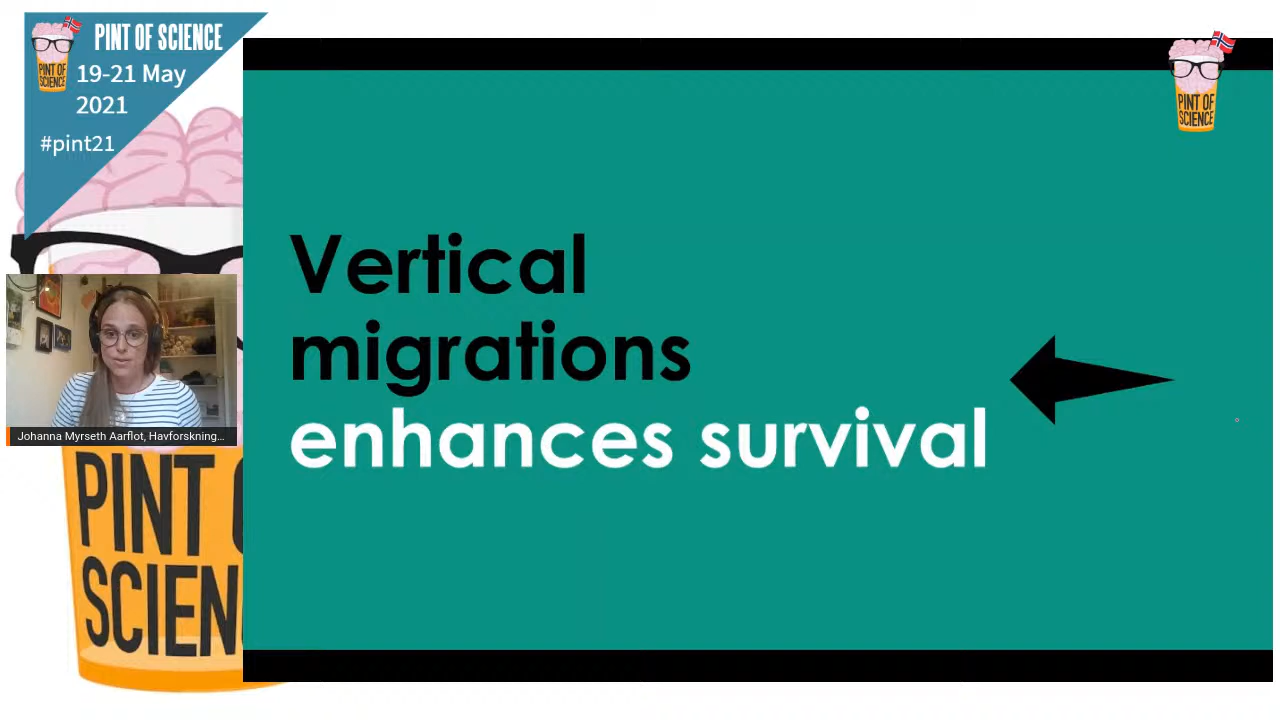 PINT OF SCIENCE
PINT OF
SCIENCE
19-21 May
2021
#pint21
PINT OF
SCIENCE
Vertical
migrations
enhances survival
Johanna Myrseth Aarflot, Havforskning...
PINT
SCIEN